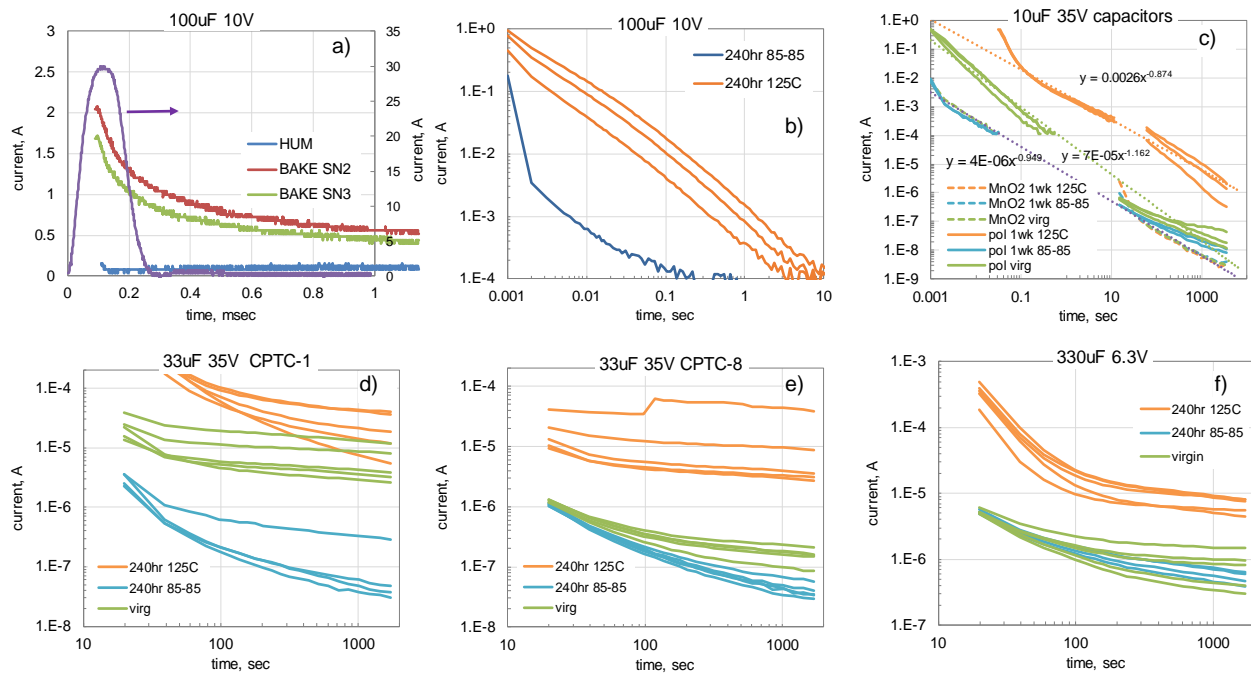 100uF 10V
a)
3
2.5
2
1.5
1
0.5
0
35
30
25
20
15
10
5
0
current, A
current, A
HUM
BAKE SN2
BAKE SN3
0
0.2
0.4
0.6
0.8
1
time, msec
100uF 10V
b)
1.E+0
1.E-1
1.E-2
1.E-3
1.E-4
current, A
240hr 85-85
240hr 125C
0.001
0.01
0.1
1
10
time, sec
10uF 35V capacitors
c)
1.E+0
1.E-1
1.E-2
1.E-3
1.E-4
1.E-5
1.E-6
1.E-7
1.E-8
1.E-9
current, A
y = 0.0026x-0.874
y = 4E-06x-0.949
y = 7E-05x-1.162
MnO2 1wk 125C
MnO2 1wk 85-85
MnO2 virg
pol 1wk 125C
pol 1wk 85-85
pol virg
0.001
0.1
10
1000
time, sec
33uF 35V CPTC-1
d)
1.E-4
1.E-5
1.E-6
1.E-7
1.E-8
current, A
240hr 125C
240hr 85-85
virg
10
100
1000
time, sec
33uF 35V CPTC-8
e)
1.E-3
1.E-4
1.E-5
1.E-6
1.E-7
1.E-8
current, A
240hr 125C
240hr 85-85
virg
10
100
1000
time, sec
330uF 6.3V
f)
1.E-3
1.E-4
1.E-5
1.E-6
1.E-7
current, A
240hr 125C
240hr 85-85
virgin
10
100
1000
time, sec